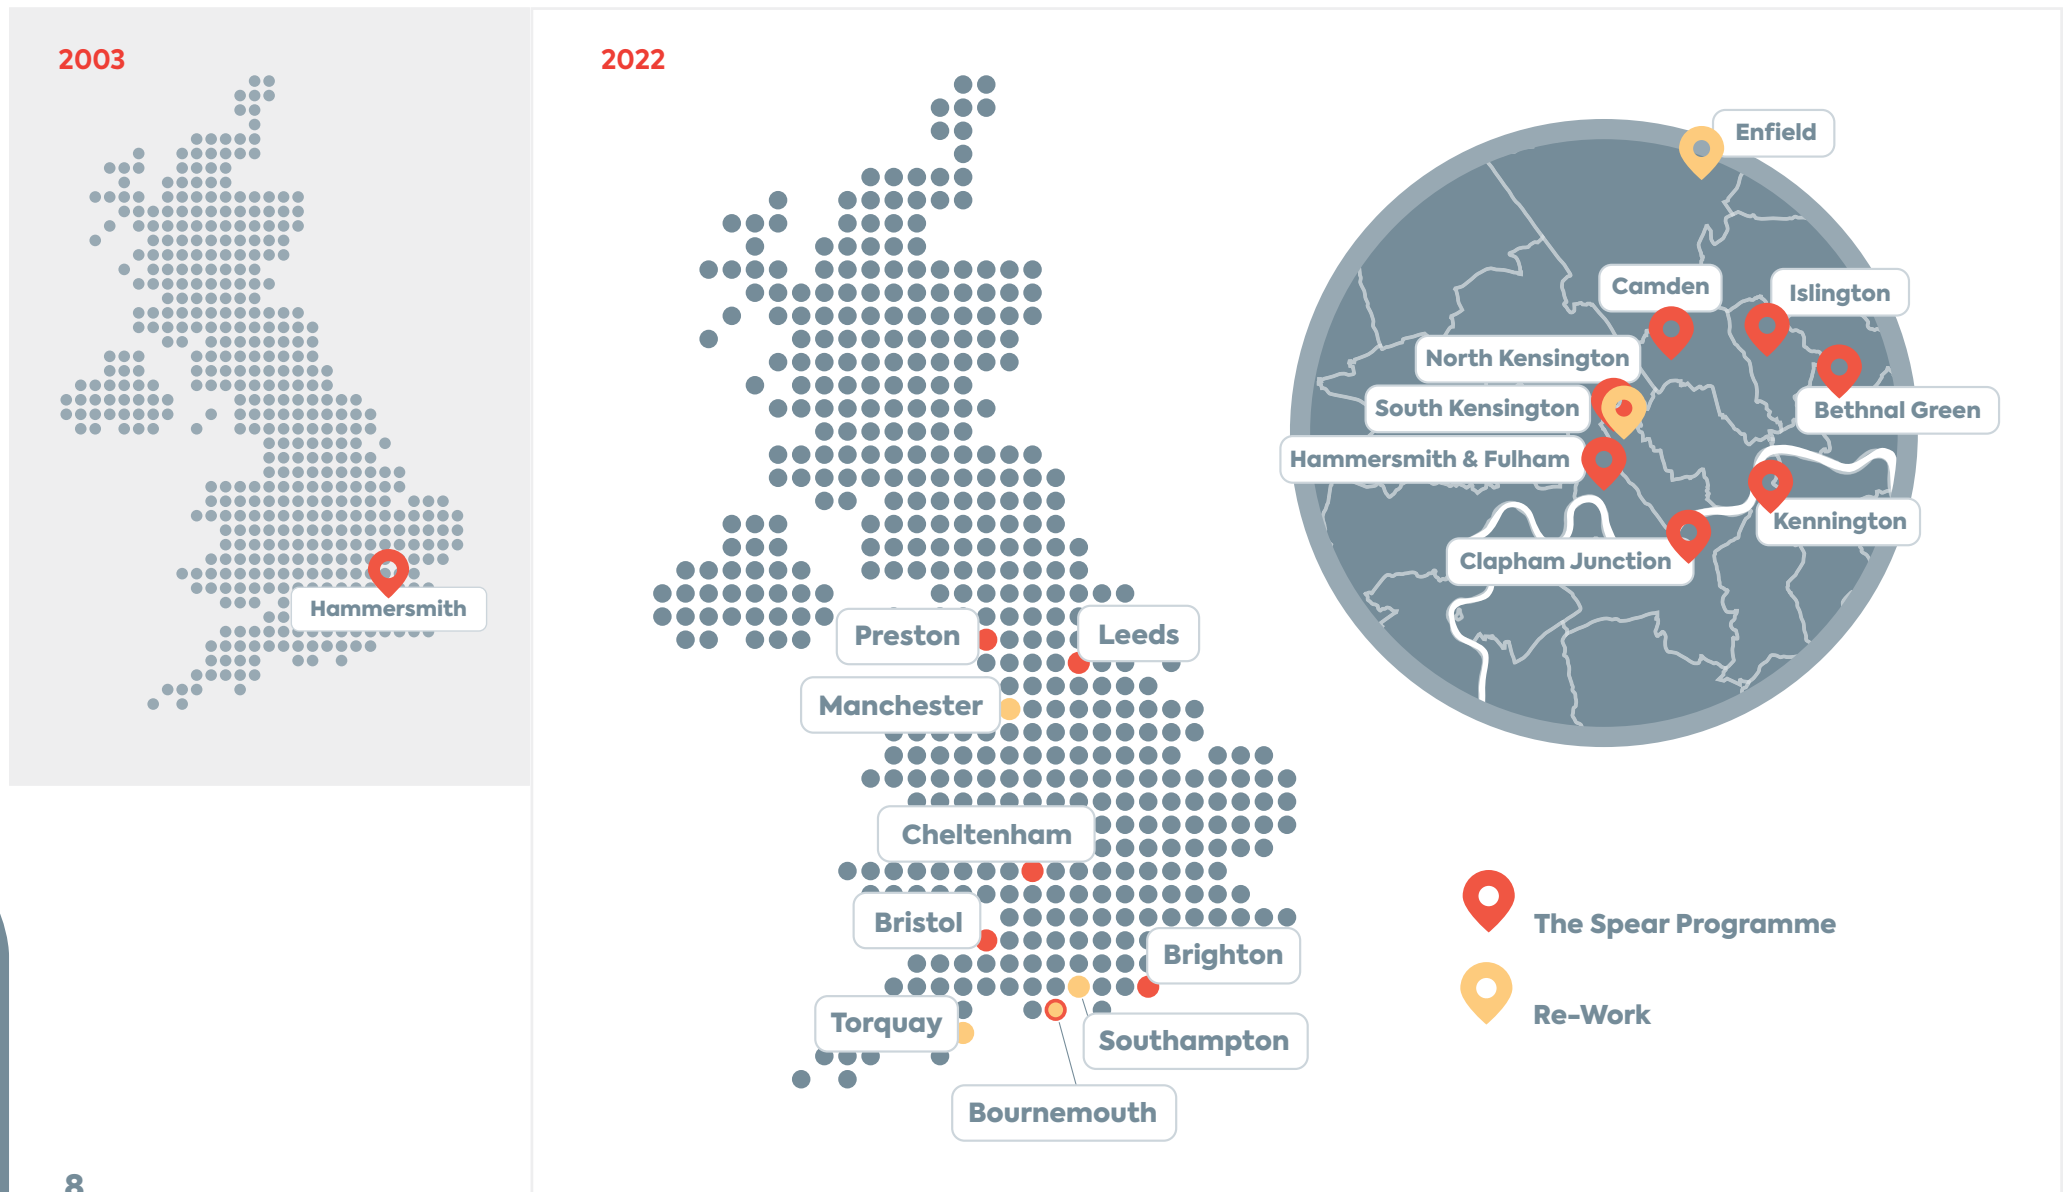 2003
Hammersmith
2022
Preston
Leeds
Manchester
Cheltenham
Bristol
Brighton
Torquay
Southampton
Bournemouth
Enfield
Camden
Islington
North Kensington
South Kensington
Bethnal Green
Hammersmith & Fulham
Kennington
Clapham Junction
The Spear Programme
Re-Work
8